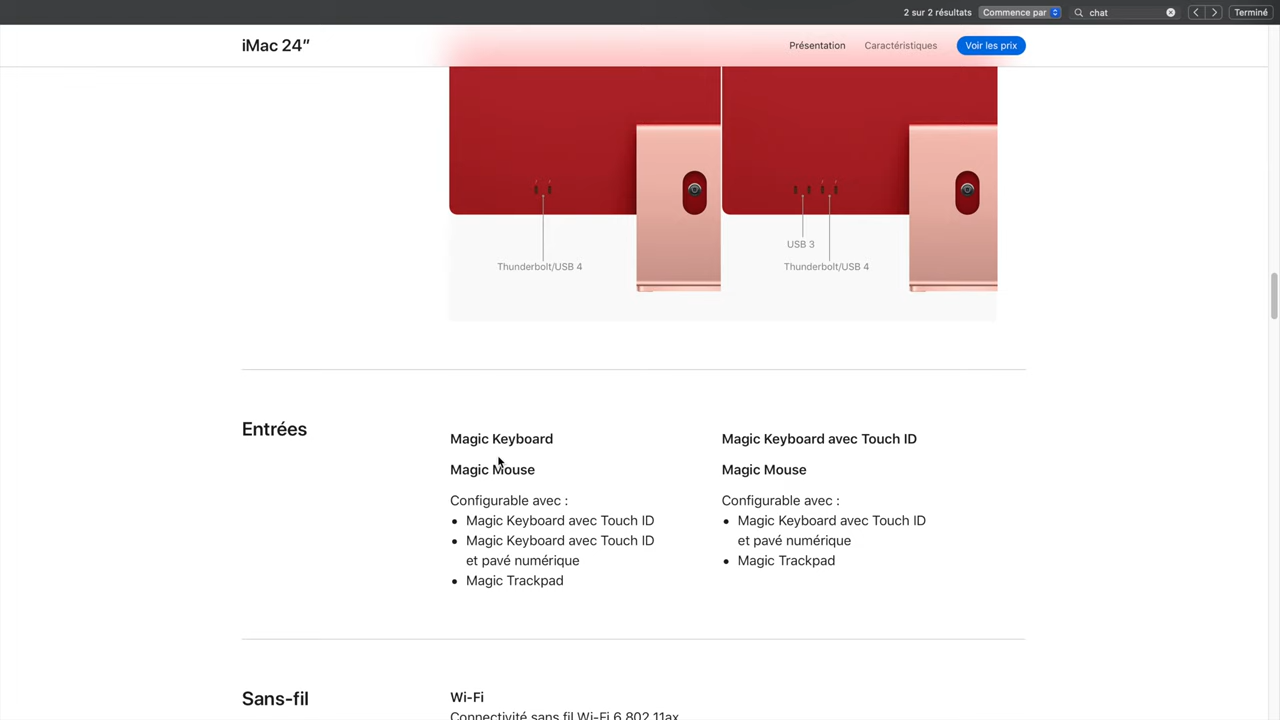 2 sur 2 résultats Commence par chat Terminé
iMac 24″ Présentation Caractéristiques Voir les prix
USB 3
Thunderbolt/USB 4 Thunderbolt/USB 4
Entrées
Magic Keyboard
Magic Mouse
Configurable avec :
• Magic Keyboard avec Touch ID
• Magic Keyboard avec Touch ID
et pavé numérique
• Magic Trackpad
Magic Keyboard avec Touch ID
Magic Mouse
Configurable avec :
• Magic Keyboard avec Touch ID
et pavé numérique
• Magic Trackpad
Sans-fil
Wi-Fi
Connectivité sans fil Wi-Fi 6 802.11ax